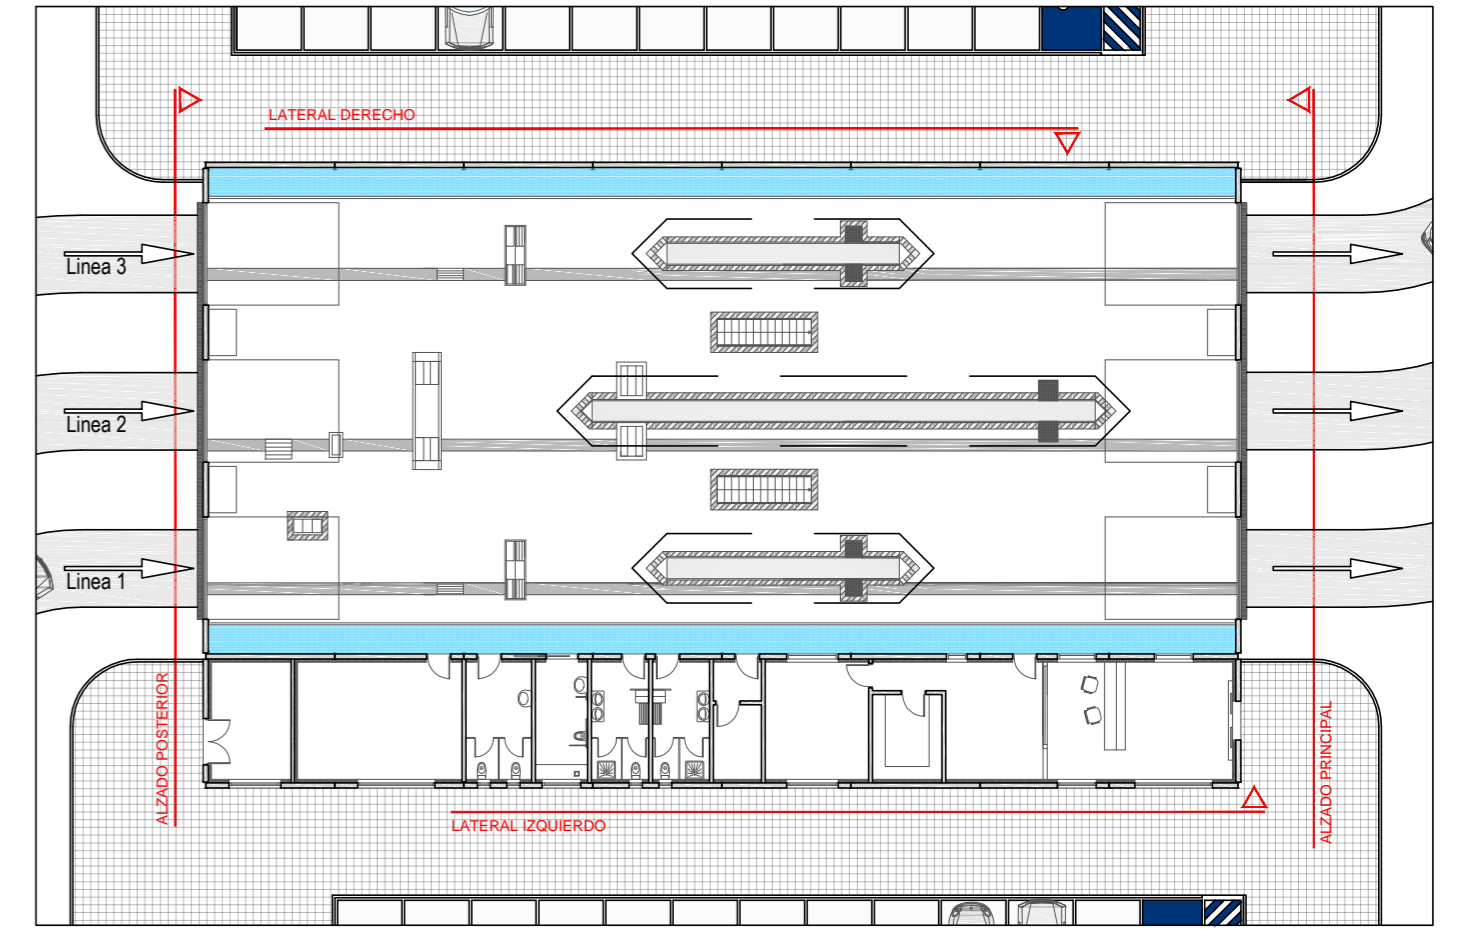 LATERAL DERECHO
Linea 3
Linea 2
Linea 1
ALZADO POSTERIOR
ALZADO PRINCIPAL
LATERAL IZQUIERDO